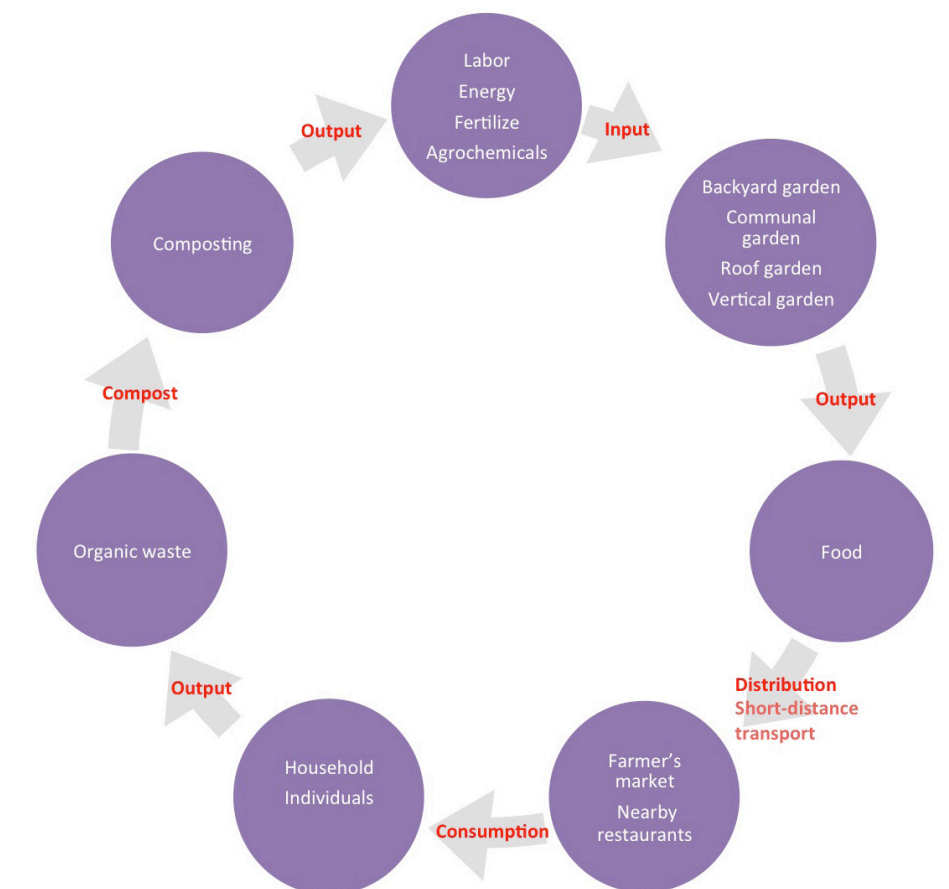 Labor
Energy
Fertilize
Agrochemicals
Input
Backyard garden
Communal
garden
Roof garden
Vertical garden
Output
Food
Distribution
Short-distance
transport
Farmer’s
market
Nearby
restaurants
Consumption
Household
Individuals
Output
Organic waste
Compost
Composting
Output